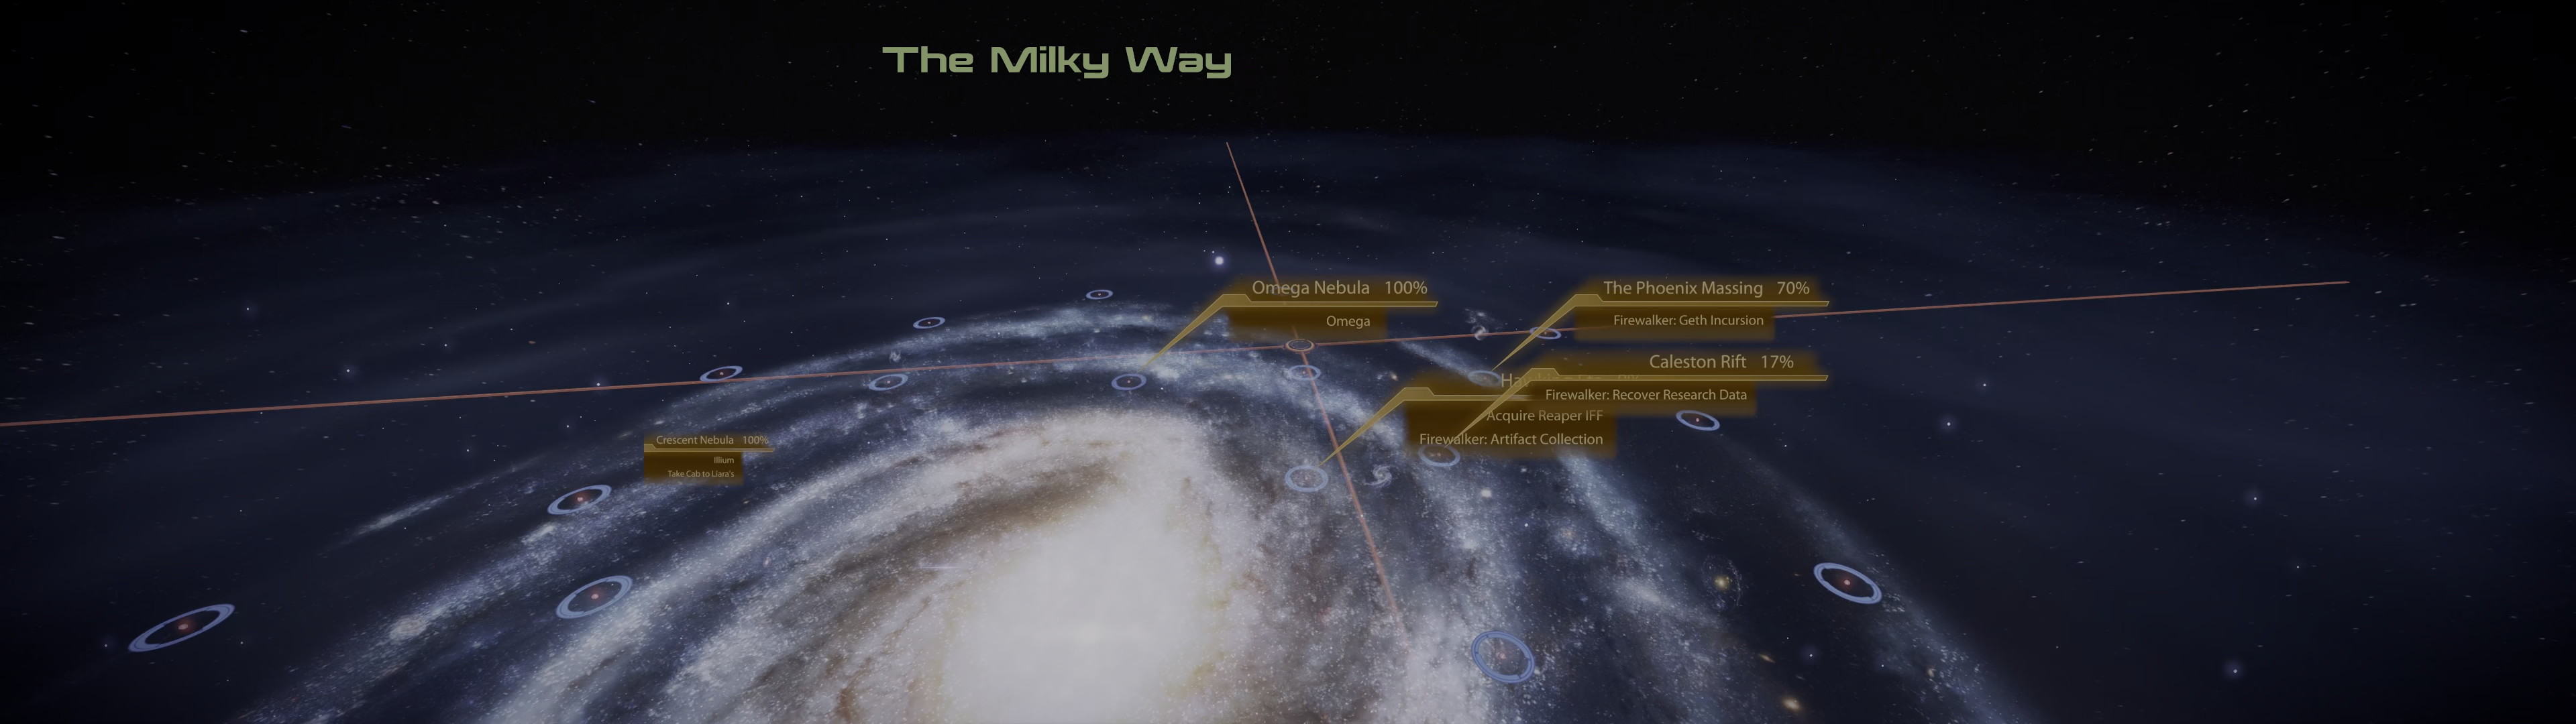 The Milky Way
Omega Nebula 100%
Omega
The Phoenix Massing 70%
Firewalker: Geth Incursion
Caleston Rift 17%
Firewalker: Recover Research Data
Acquire Reaper IFF
Firewalker: Artifact Collection
Crescent Nebula 100%
Illium
Take Cab to Liara's